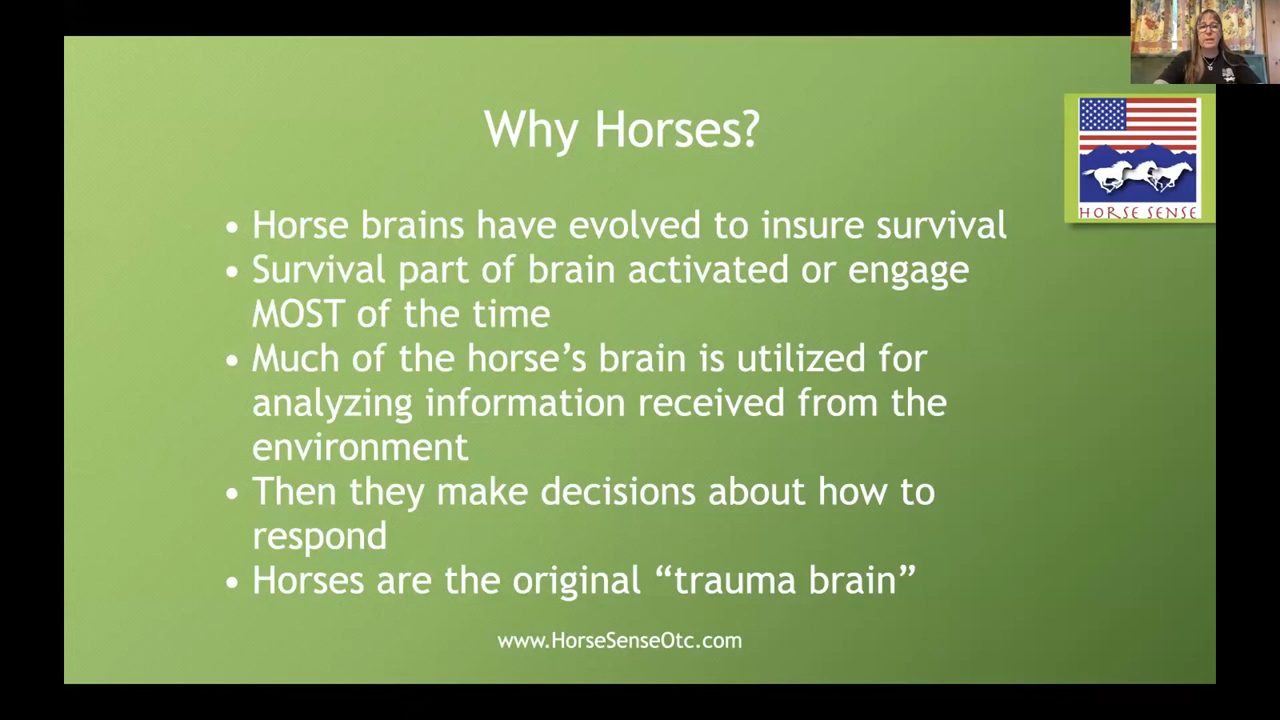 Why Horses?
• Horse brains have evolved to insure survival
• Survival part of brain activated or engage
MOST of the time
• Much of the horse’s brain is utilized for
analyzing information received from the
environment
• Then they make decisions about how to
respond
• Horses are the original “trauma brain”
www.HorseSenseOtc.com
HORSE SENSE